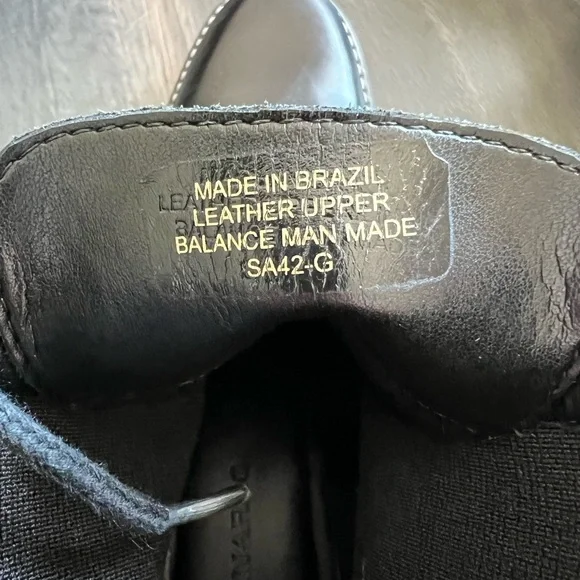 MADE IN BRAZIL
LEATHER UPPER
BALANCE MAN MADE
SA42-G